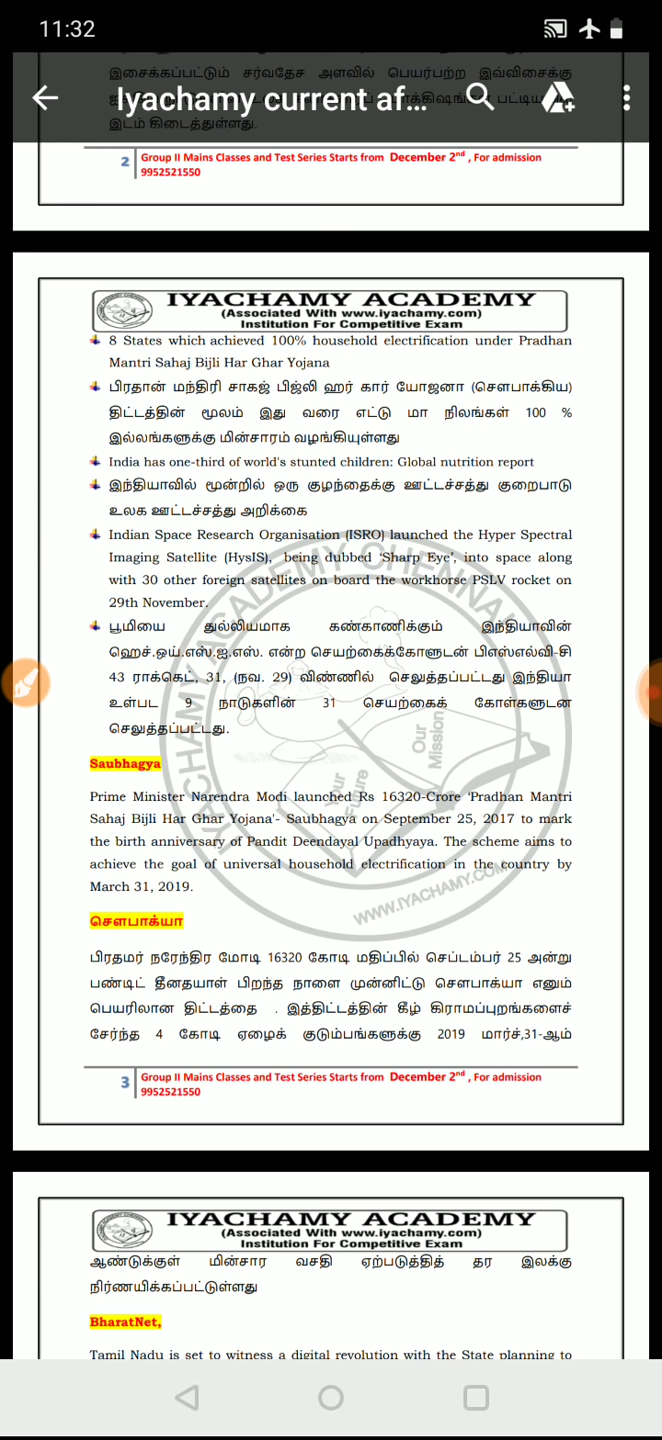 11:32
இசைக்கப்பட்டும் சர்வதேச அளவில் பெயர்பற்ற இவ்விசைக்கு
Iyachamy current af...
இடம் கிடைத்துள்ளது.
2 Group II Mains Classes and Test Series Starts from December 2nd , For admission
9952521550
IYACHAMY ACADEMY
(Associated With www.iyachamy.com)
Institution For Competitive Exam
8 States which achieved 100% household electrification under Pradhan
Mantri Sahaj Bijli Har Ghar Yojana
பிரதான் மந்திரி சாகஜ் பிஜ்லி ஹர் கார் யோஜனா (சௌபாக்கிய)
திட்டத்தின் மூலம் இது வரை எட்டு மா நிலங்கள் 100 %
இல்லங்களுக்கு மின்சாரம் வழங்கியுள்ளது
India has one-third of world's stunted children: Global nutrition report
இந்தியாவில் மூன்றில் ஒரு குழந்தைக்கு ஊட்டச்சத்து குறைபாடு
உலக ஊட்டச்சத்து அறிக்கை
Indian Space Research Organisation (ISRO) launched the Hyper Spectral
Imaging Satellite (HysIS), being dubbed ‘Sharp Eye’, into space along
with 30 other foreign satellites on board the workhorse PSLV rocket on
29th November.
பூமியை துல்லியமாக கண்காணிக்கும் இந்தியாவின்
ஹெச்.ஒய்.எஸ்.ஐ.எஸ். என்ற செயற்கைக்கோளுடன் பிஎஸ்எல்வி-சி
43 ராக்கெட், 31, (நவ. 29) விண்ணில் செலுத்தப்பட்டது இந்தியா
உள்பட 9 நாடுகளின் 31 செயற்கைக் கோள்களுடன
செலுத்தப்பட்டது.
IYACHAMY ACADEMY CHENNAI
Your Future
Our Mission
WWW.IYACHAMY.COM
Saubhagya
Prime Minister Narendra Modi launched Rs 16320-Crore 'Pradhan Mantri
Sahaj Bijli Har Ghar Yojana'- Saubhagya on September 25, 2017 to mark
the birth anniversary of Pandit Deendayal Upadhyaya. The scheme aims to
achieve the goal of universal household electrification in the country by
March 31, 2019.
சௌபாக்யா
பிரதமர் நரேந்திர மோடி 16320 கோடி மதிப்பில் செப்டம்பர் 25 அன்று
பண்டிட் தீனதயாள் பிறந்த நாளை முன்னிட்டு சௌபாக்யா எனும்
பெயரிலான திட்டத்தை . இத்திட்டத்தின் கீழ் கிராமப்புறங்களைச்
சேர்ந்த 4 கோடி ஏழைக் குடும்பங்களுக்கு 2019 மார்ச்,31-ஆம்
3 Group II Mains Classes and Test Series Starts from December 2nd , For admission
9952521550
IYACHAMY ACADEMY
(Associated With www.iyachamy.com)
Institution For Competitive Exam
ஆண்டுக்குள் மின்சார வசதி ஏற்படுத்தித் தர இலக்கு
நிர்ணயிக்கப்பட்டுள்ளது
BharatNet,
Tamil Nadu is set to witness a digital revolution with the State planning to